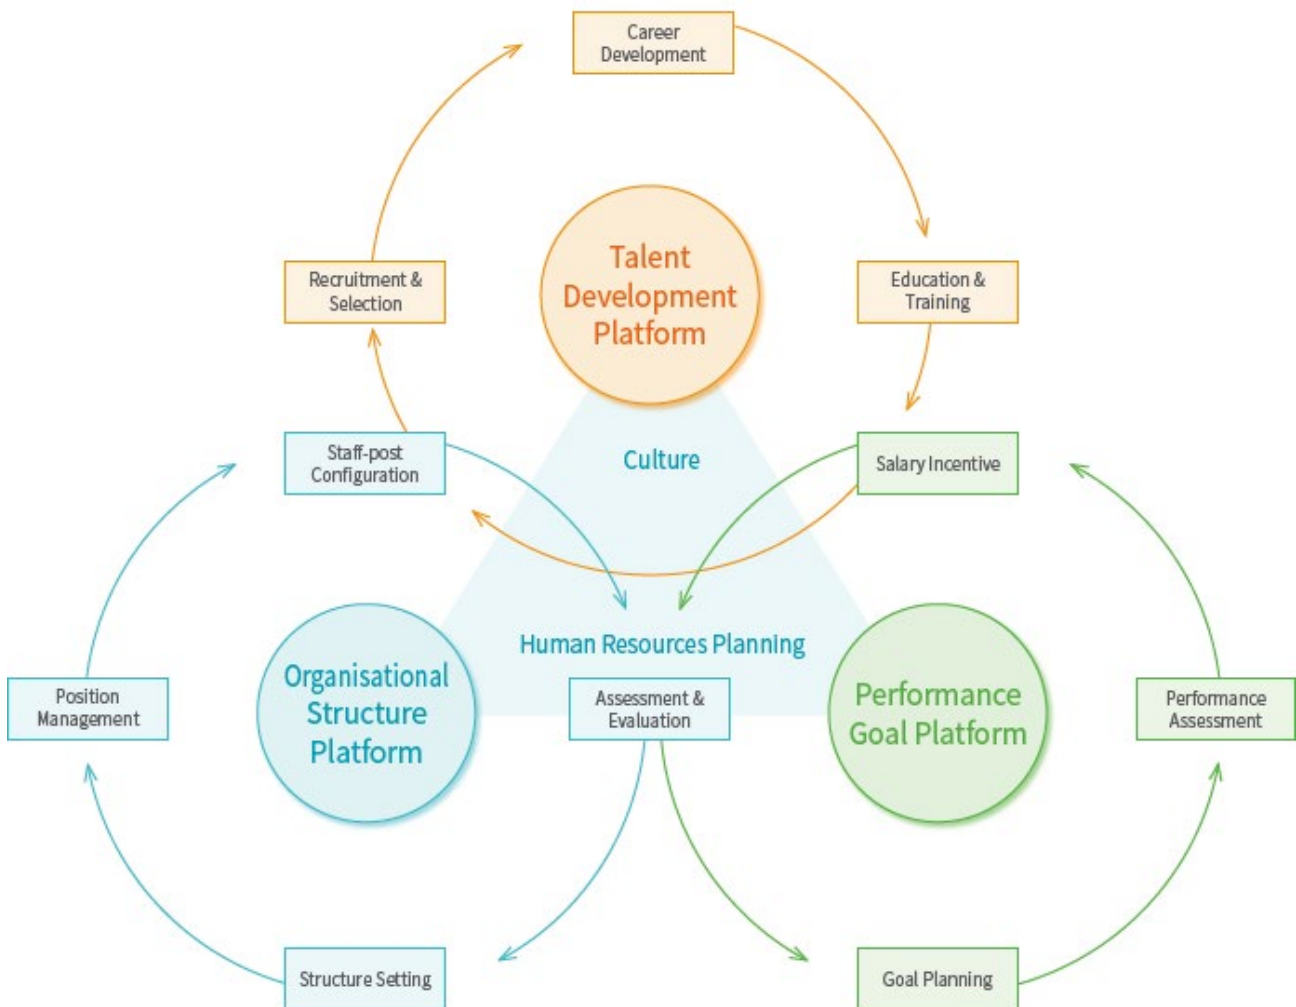 Career
Development
Recruitment &
Selection
Talent
Development
Platform
Education &
Training
Staff-post
Configuration
Culture
Salary Incentive
Human Resources Planning
Position
Management
Organisational
Structure
Platform
Assessment &
Evaluation
Performance
Goal Platform
Performance
Assessment
Structure Setting
Goal Planning